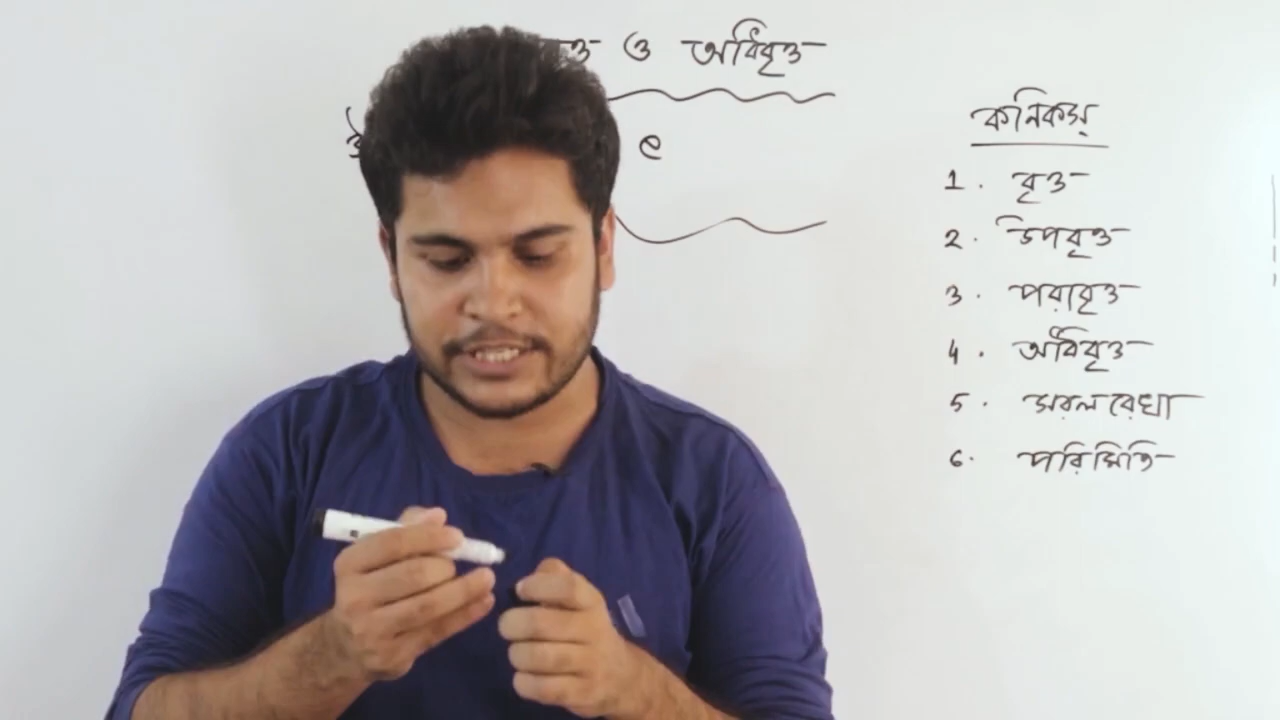 ও অধিবৃত্ত
e
কনিকস্
1. বৃত্ত
2. উপবৃত্ত
3. পরাবৃত্ত
4. অধিবৃত্ত
5. সরলরেখা
6. পরিমিতি